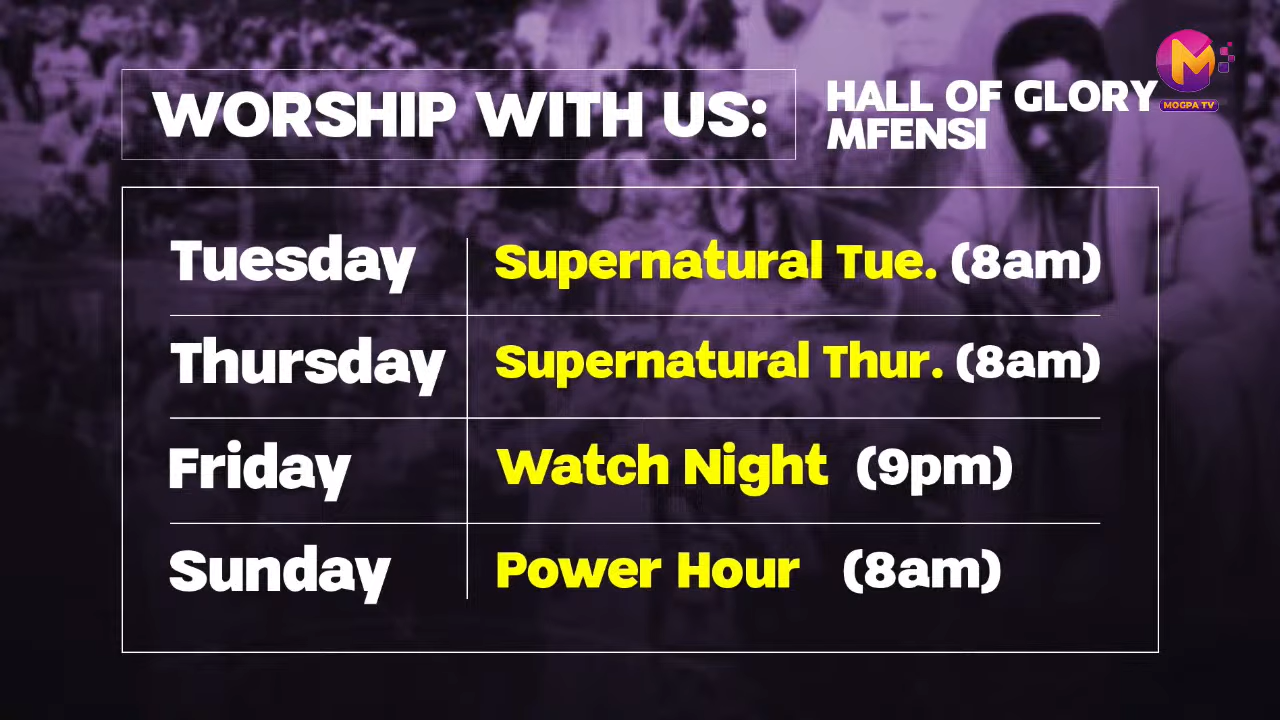 WORSHIP WITH US:
HALL OF GLORY
MFENSI
M
MOGPA TV
Tuesday Supernatural Tue. (8am)
Thursday Supernatural Thur. (8am)
Friday Watch Night (9pm)
Sunday Power Hour (8am)